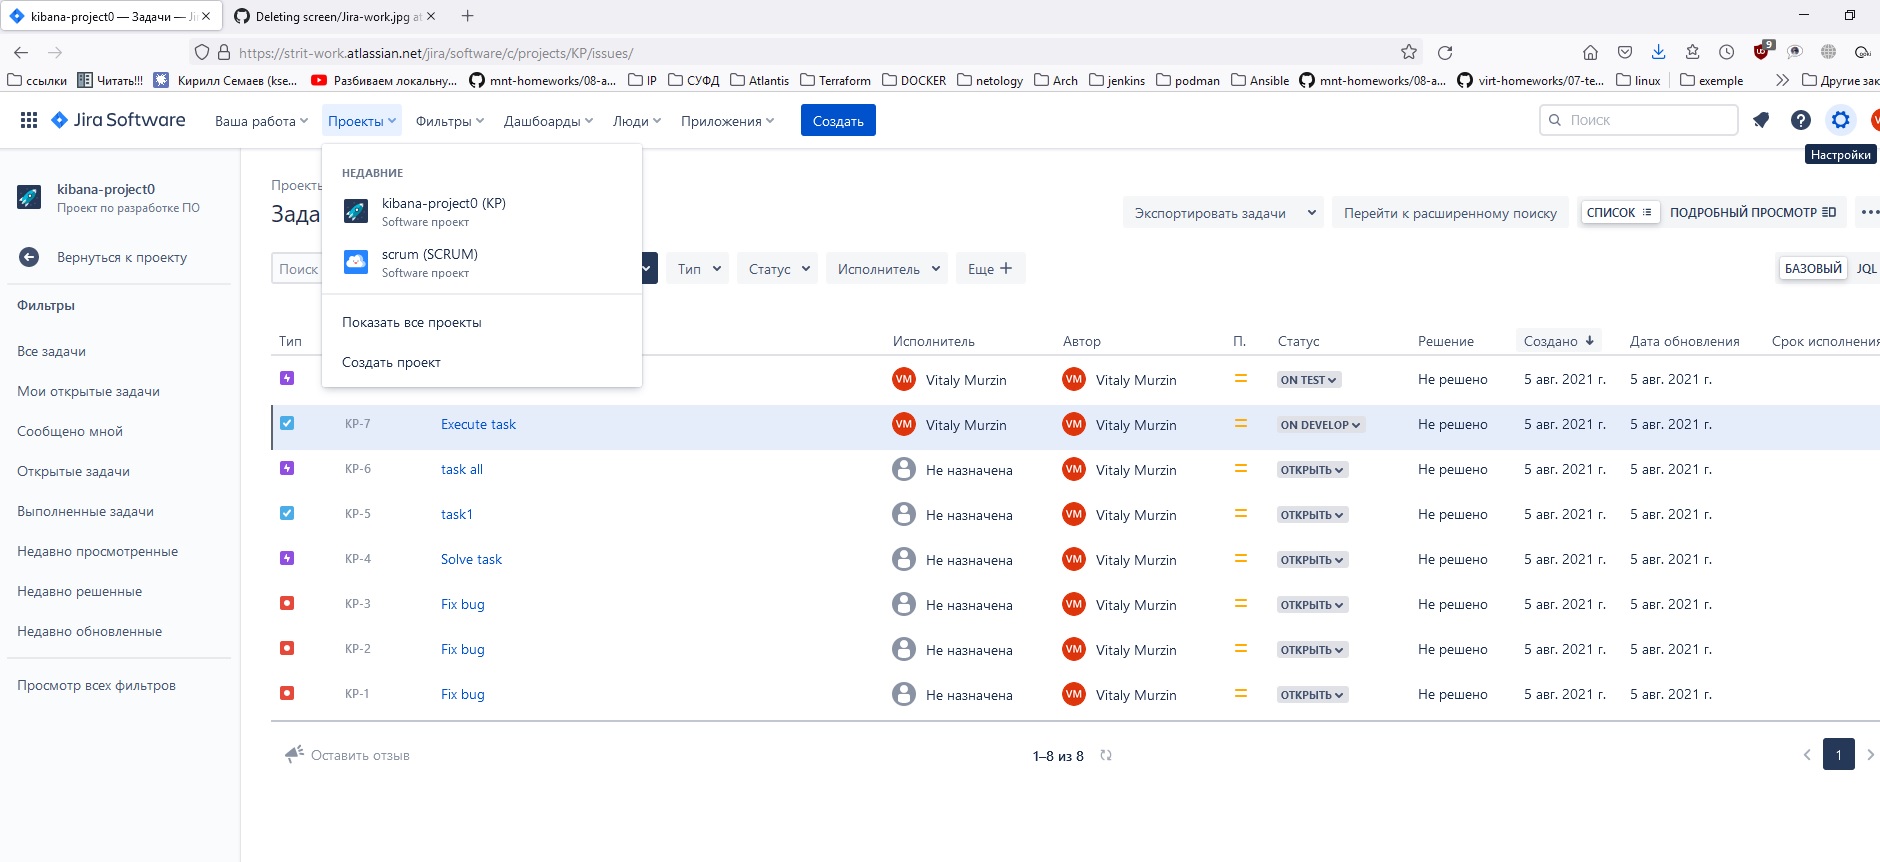 kibana-project0 — Задачи — Ji
Deleting screen/Jira-work.jpg at
https://strit-work.atlassian.net/jira/software/c/projects/KP/issues/
9
ссылки
Читать!!!
Кирилл Семаев (kse...
Разбиваем локальну...
mnt-homeworks/08-a...
IP
СУФД
Atlantis
Terraform
DOCKER
netology
Arch
jenkins
podman
Ansible
mnt-homeworks/08-a...
virt-homeworks/07-te...
linux
exemple
Другие зак
Jira Software
Ваша работа
Проекты
Фильтры
Дашбоарды
Люди
Приложения
Создать
Поиск
Настройки
kibana-project0
Проект по разработке ПО
Вернуться к проекту
Фильтры
Все задачи
Мои открытые задачи
Сообщено мной
Открытые задачи
Выполненные задачи
Недавно просмотренные
Недавно решенные
Недавно обновленные
Просмотр всех фильтров
НЕДАВНИЕ
kibana-project0 (KP)
Software проект
scrum (SCRUM)
Software проект
Показать все проекты
Создать проект
Проекты
Зада
Экспортировать задачи
Перейти к расширенному поиску
СПИСОК
ПОДРОБНЫЙ ПРОСМОТР
Поиск
Тип
Статус
Исполнитель
Еще
БАЗОВЫЙ
JQL
Тип Исполнитель Автор П. Статус Решение Создано Дата обновления Срок исполнения
VM Vitaly Murzin VM Vitaly Murzin ON TEST Не решено 5 авг. 2021 г. 5 авг. 2021 г.
KP-7 Execute task VM Vitaly Murzin VM Vitaly Murzin ON DEVELOP Не решено 5 авг. 2021 г. 5 авг. 2021 г.
KP-6 task all Не назначена VM Vitaly Murzin ОТКРЫТЬ Не решено 5 авг. 2021 г. 5 авг. 2021 г.
KP-5 task1 Не назначена VM Vitaly Murzin ОТКРЫТЬ Не решено 5 авг. 2021 г. 5 авг. 2021 г.
KP-4 Solve task Не назначена VM Vitaly Murzin ОТКРЫТЬ Не решено 5 авг. 2021 г. 5 авг. 2021 г.
KP-3 Fix bug Не назначена VM Vitaly Murzin ОТКРЫТЬ Не решено 5 авг. 2021 г. 5 авг. 2021 г.
KP-2 Fix bug Не назначена VM Vitaly Murzin ОТКРЫТЬ Не решено 5 авг. 2021 г. 5 авг. 2021 г.
KP-1 Fix bug Не назначена VM Vitaly Murzin ОТКРЫТЬ Не решено 5 авг. 2021 г. 5 авг. 2021 г.
Оставить отзыв
1–8 из 8
1